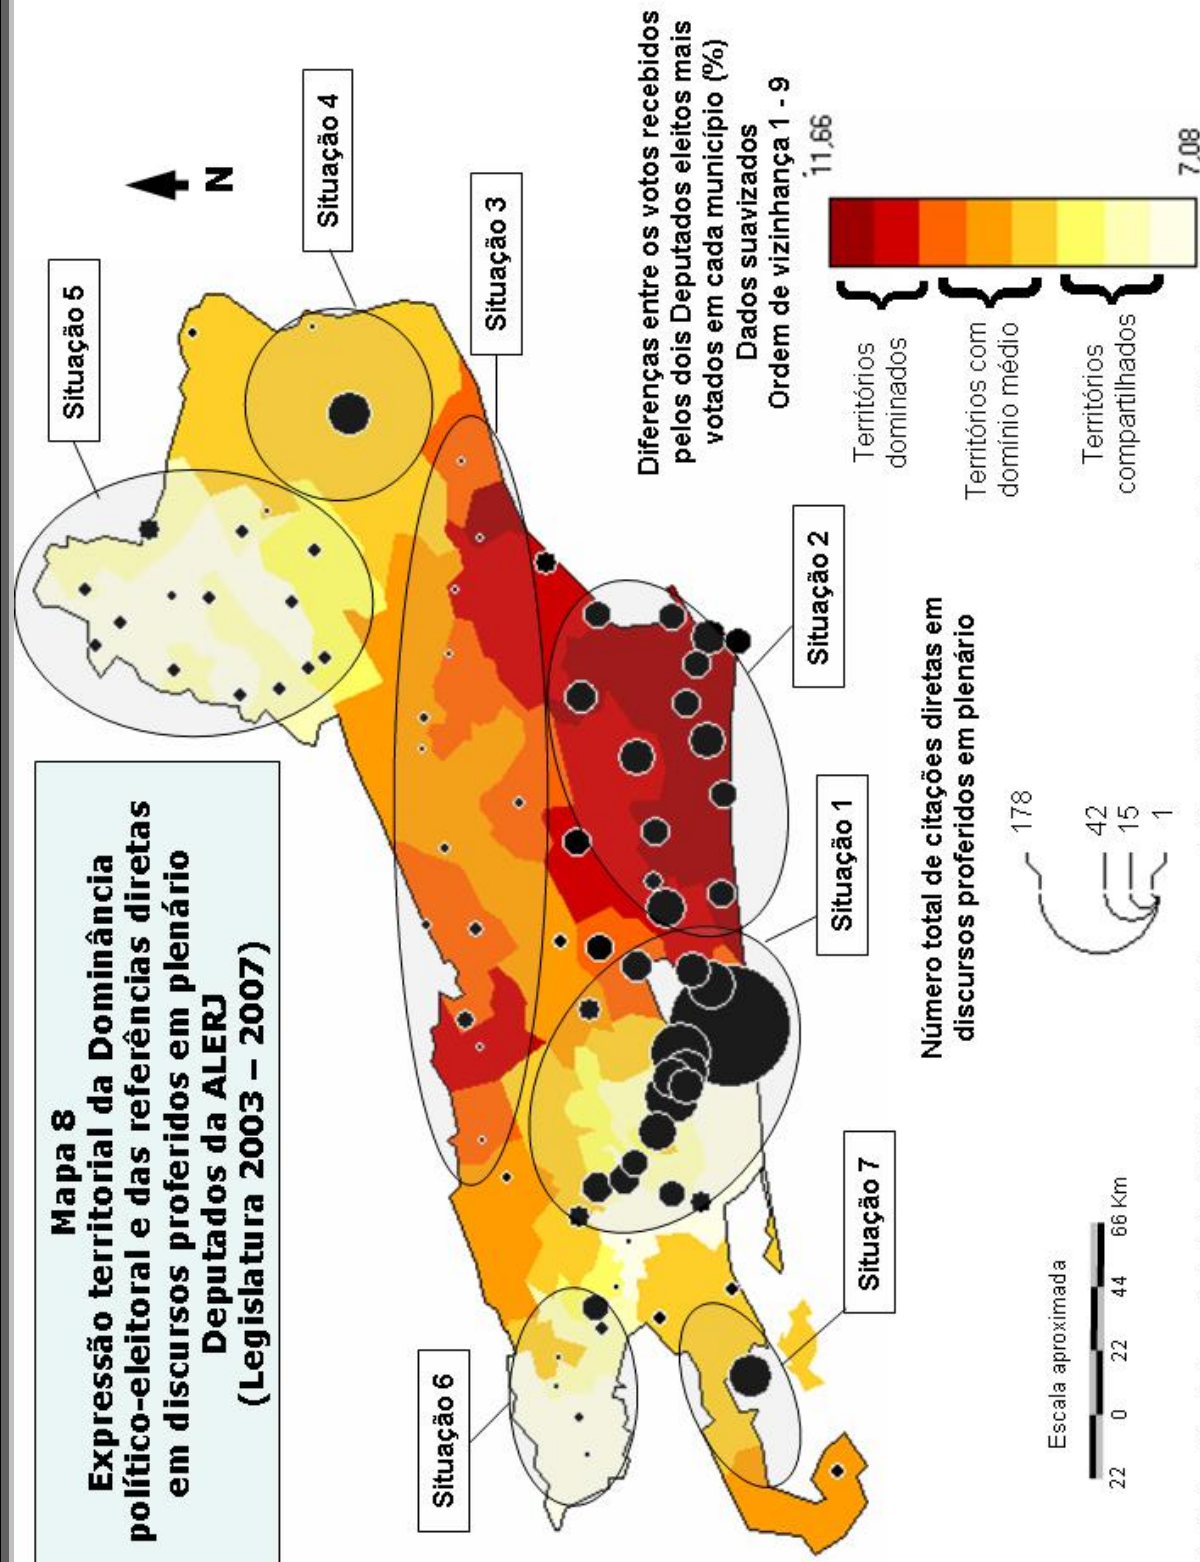 Mapa 8
Expressão territorial da Dominância
político-eleitoral e das referências diretas
em discursos proferidos em plenário
Deputados da ALERJ
(Legislatura 2003 – 2007)
Situação 5
Situação 4
N
Situação 3
Situação 6
Situação 7
Situação 1
Situação 2
Diferenças entre os votos recebidos
pelos dois Deputados eleitos mais
votados em cada município (%)
Dados suavizados
Ordem de vizinhança 1 - 9
11,66
7,08
Territórios
dominados
Territórios com
domínio médio
Territórios
compartilhados
Número total de citações diretas em
discursos proferidos em plenário
178
42
15
1
Escala aproximada
22 0 22 44 66 Km